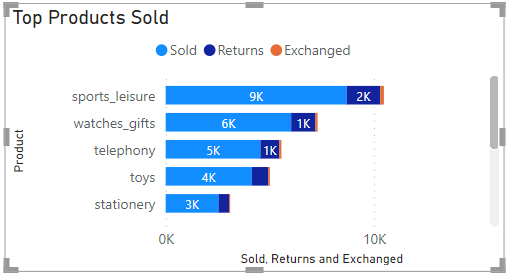 Top Products Sold
Sold Returns Exchanged
Product
sports_leisure 9K 2K
watches_gifts 6K 1K
telephony 5K 1K
toys 4K
stationery 3K
0K 10K
Sold, Returns and Exchanged